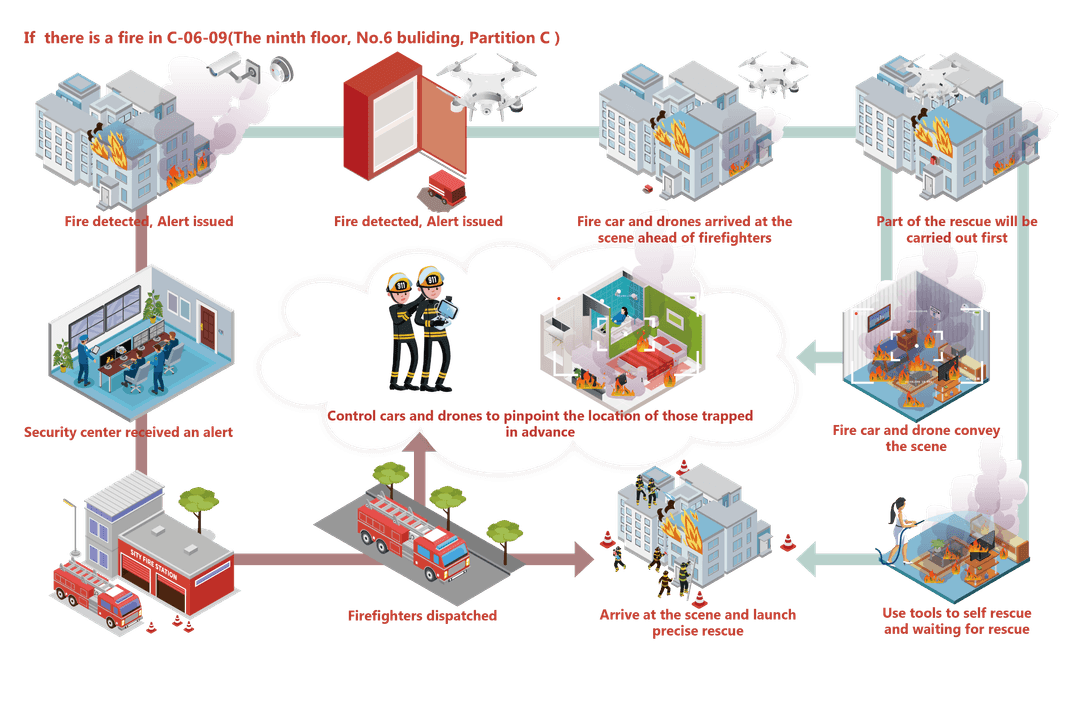 If there is a fire in C-06-09(The ninth floor, No.6 buliding, Partition C )
Fire detected, Alert issued
Fire detected, Alert issued
Fire car and drones arrived at the
scene ahead of firefighters
Part of the rescue will be
carried out first
911
911
Control cars and drones to pinpoint the location of those trapped
in advance
Security center received an alert
Fire car and drone convey
the scene
SITY FIRE STATION
Firefighters dispatched
Arrive at the scene and launch
precise rescue
Use tools to self rescue
and waiting for rescue